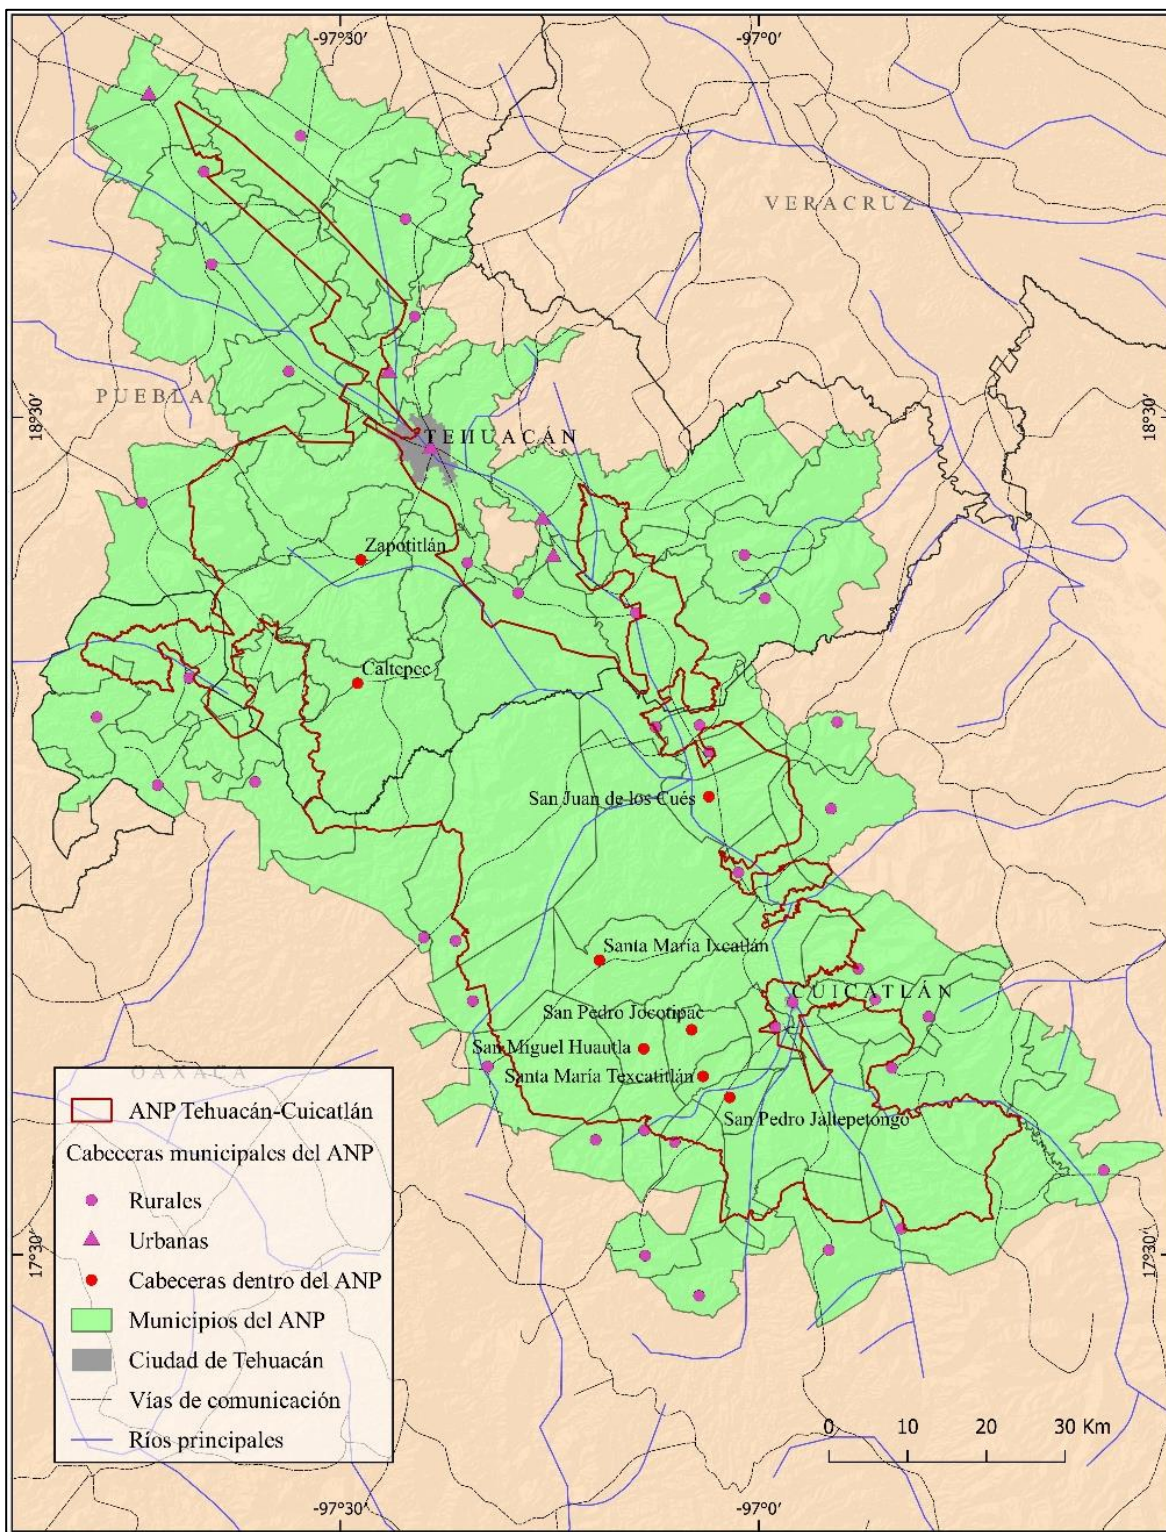 -97°30'
-97°0'
VERACRUZ
PUEBLA
18°30'
18°30'
TEHUACÁN
Zapotitlán
Caltepec
San Juan de los Cués
Santa María Ixcatlán
CUICATLÁN
San Pedro Jocotipac
San Miguel Huautla
Santa María Texcatitlán
San Pedro Jaltepetongo
OAXACA
ANP Tehuacán-Cuicatlán
Cabeceras municipales del ANP
Rurales
Urbanas
Cabeceras dentro del ANP
Municipios del ANP
Ciudad de Tehuacán
Vías de comunicación
Ríos principales
17°30'
17°30'
0 10 20 30 Km
-97°30'
-97°0'